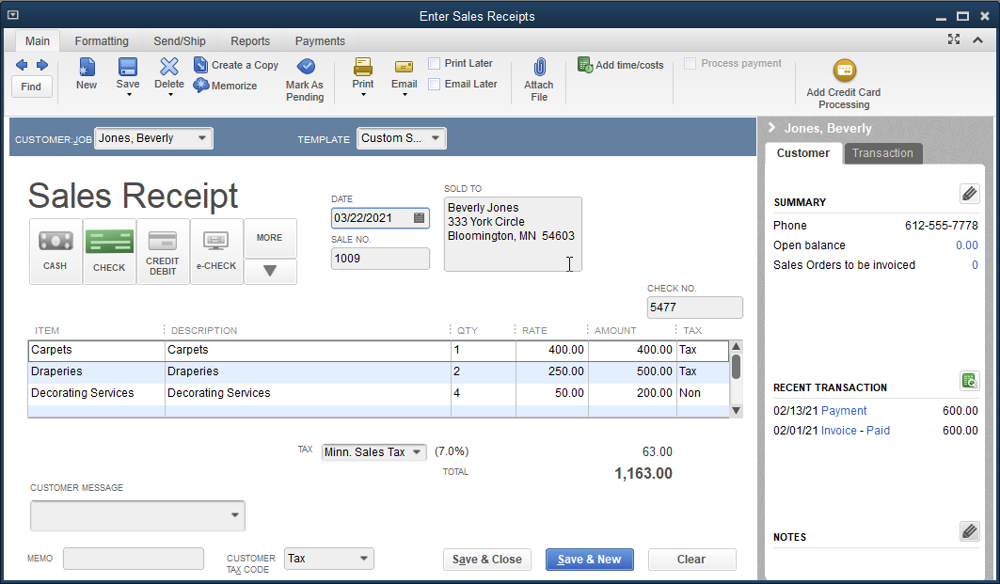 Enter Sales Receipts
Main Formatting Send/Ship Reports Payments
Find
New
Save
Delete
Create a Copy
Memorize
Mark As
Pending
Print
Email
Print Later
Email Later
Attach
File
Add time/costs
Process payment
Add Credit Card
Processing
CUSTOMER:JOB Jones, Beverly
TEMPLATE Custom S...
Sales Receipt
CASH
CHECK
CREDIT
DEBIT
e-CHECK
MORE
DATE
03/22/2021
SALE NO.
1009
SOLD TO
Beverly Jones
333 York Circle
Bloomington, MN 54603
CHECK NO.
5477
ITEM DESCRIPTION QTY RATE AMOUNT TAX
Carpets Carpets 1 400.00 400.00 Tax
Draperies Draperies 2 250.00 500.00 Tax
Decorating Services Decorating Services 4 50.00 200.00 Non
TAX Minn. Sales Tax (7.0%) 63.00
TOTAL 1,163.00
CUSTOMER MESSAGE
MEMO
CUSTOMER
TAX CODE
Tax
Save & Close
Save & New
Clear
Jones, Beverly
Customer Transaction
SUMMARY
Phone 612-555-7778
Open balance 0.00
Sales Orders to be invoiced 0
RECENT TRANSACTION
02/13/21 Payment 600.00
02/01/21 Invoice - Paid 600.00
NOTES